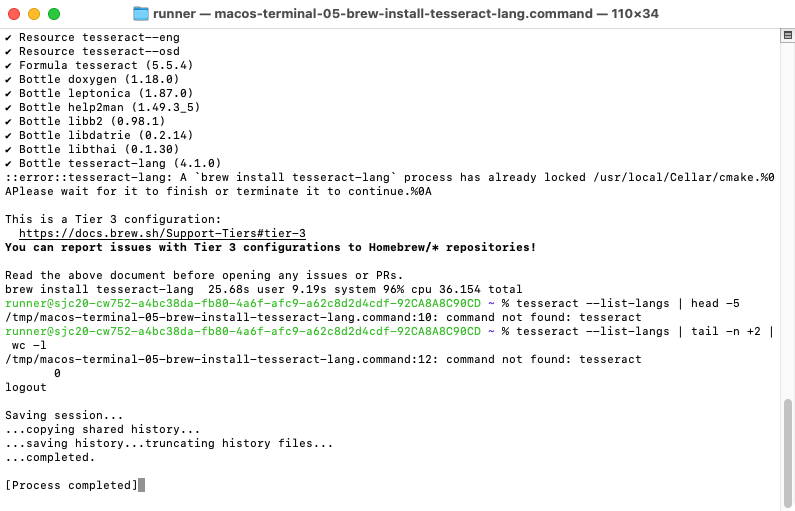 runner — macos-terminal-05-brew-install-tesseract-lang.command — 110×34
✔ Resource tesseract--eng
✔ Resource tesseract--osd
✔ Formula tesseract (5.5.4)
✔ Bottle doxygen (1.18.0)
✔ Bottle leptonica (1.87.0)
✔ Bottle help2man (1.49.3_5)
✔ Bottle libb2 (0.98.1)
✔ Bottle libdatrie (0.2.14)
✔ Bottle libthai (0.1.30)
✔ Bottle tesseract-lang (4.1.0)
::error::tesseract-lang: A `brew install tesseract-lang` process has already locked /usr/local/Cellar/cmake.%0
APlease wait for it to finish or terminate it to continue.%0A
This is a Tier 3 configuration:
https://docs.brew.sh/Support-Tiers#tier-3
You can report issues with Tier 3 configurations to Homebrew/* repositories!
Read the above document before opening any issues or PRs.
brew install tesseract-lang  25.68s user 9.19s system 96% cpu 36.154 total
runner@sjc20-cw752-a4bc38da-fb80-4a6f-afc9-a62c8d2d4cdf-92CA8A8C90CD ~ % tesseract --list-langs | head -5
/tmp/macos-terminal-05-brew-install-tesseract-lang.command:10: command not found: tesseract
runner@sjc20-cw752-a4bc38da-fb80-4a6f-afc9-a62c8d2d4cdf-92CA8A8C90CD ~ % tesseract --list-langs | tail -n +2 |
wc -l
/tmp/macos-terminal-05-brew-install-tesseract-lang.command:12: command not found: tesseract
0
logout
Saving session...
...copying shared history...
...saving history...truncating history files...
...completed.
[Process completed]